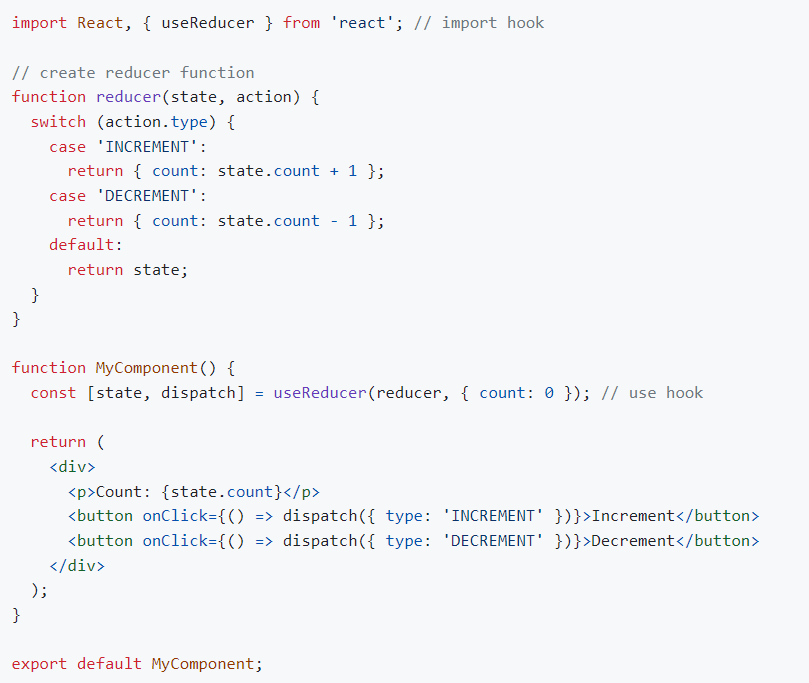 import React, { useReducer } from 'react'; // import hook

// create reducer function
function reducer(state, action) {
  switch (action.type) {
    case 'INCREMENT':
      return { count: state.count + 1 };
    case 'DECREMENT':
      return { count: state.count - 1 };
    default:
      return state;
  }
}

function MyComponent() {
  const [state, dispatch] = useReducer(reducer, { count: 0 }); // use hook

  return (
    <div>
      <p>Count: {state.count}</p>
      <button onClick={() => dispatch({ type: 'INCREMENT' })}>Increment</button>
      <button onClick={() => dispatch({ type: 'DECREMENT' })}>Decrement</button>
    </div>
  );
}

export default MyComponent;